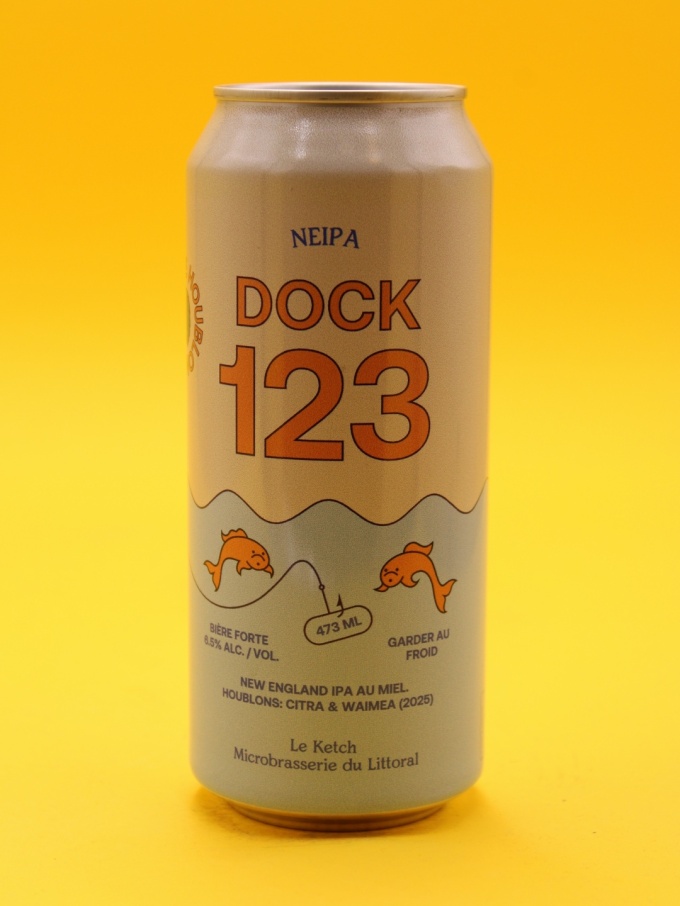 NEIPA
DOCK
123
473 ML
BIÈRE FORTE
6.5% ALC. / VOL.
GARDER AU
FROID
NEW ENGLAND IPA AU MIEL.
HOUBLONS: CITRA & WAIMEA (2025)
Le Ketch
Microbrasserie du Littoral